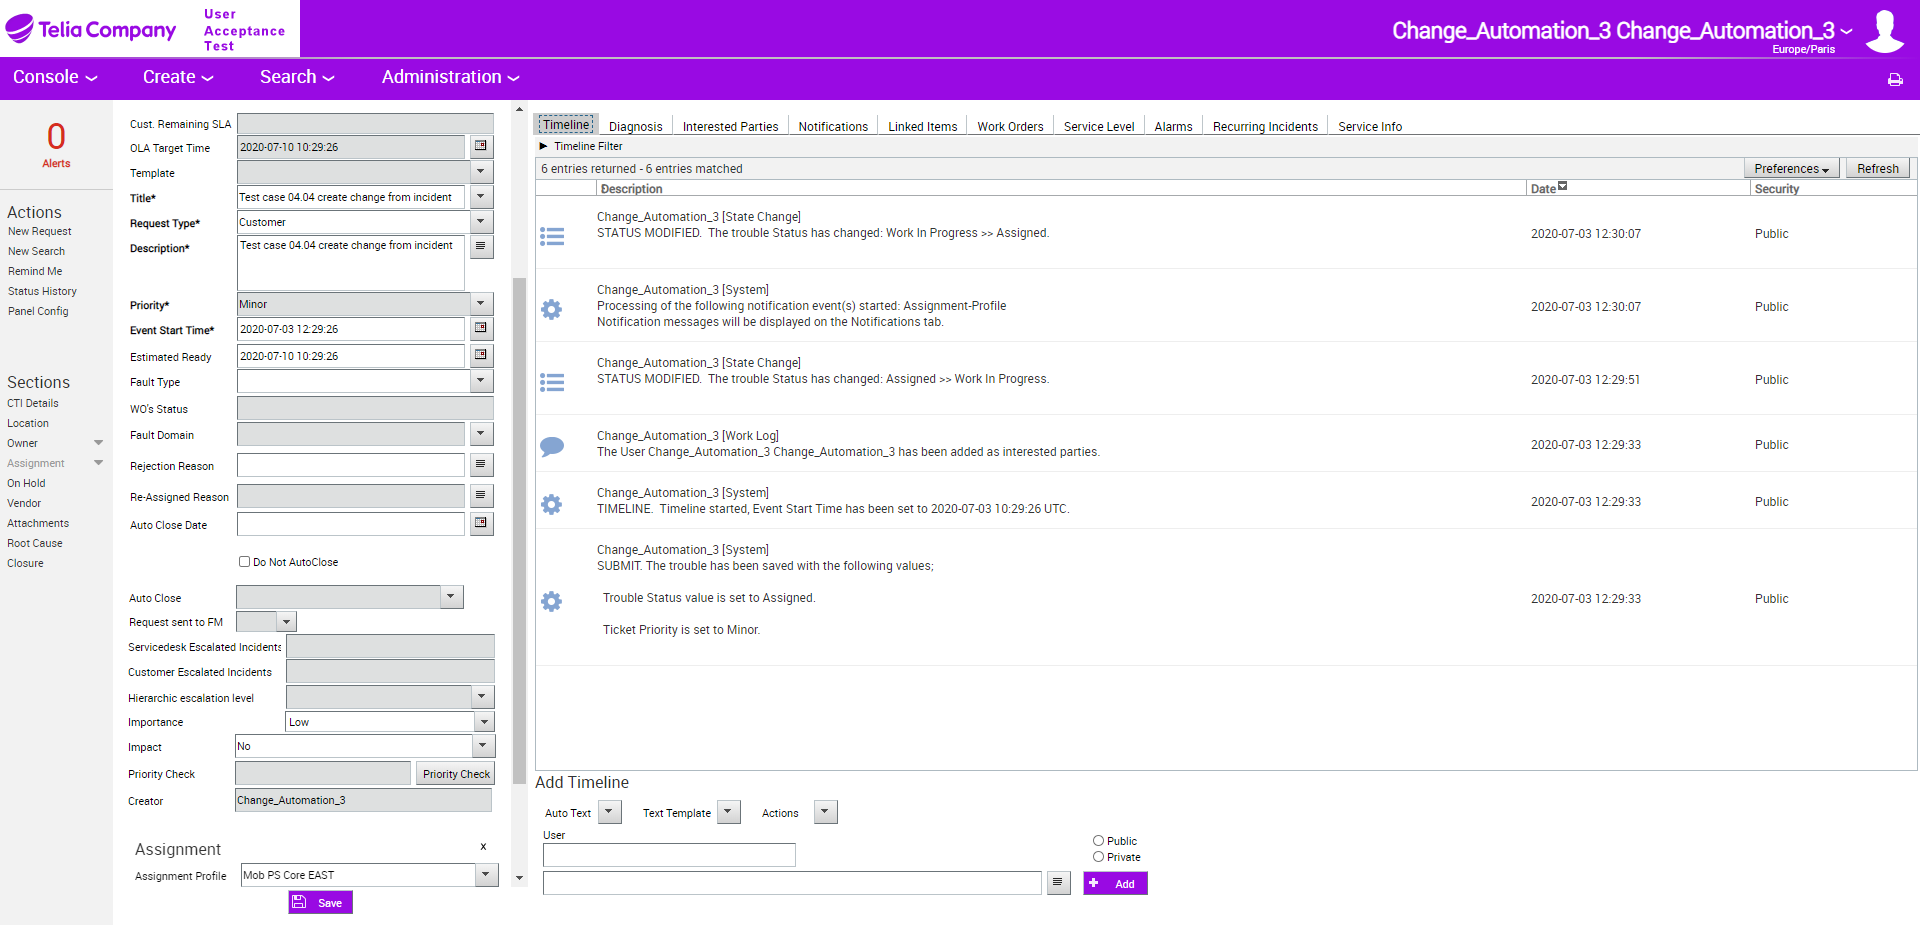 Telia Company
User
Acceptance
Test
Change_Automation_3 Change_Automation_3
Europe/Paris
Console
Create
Search
Administration
0
Alerts
Actions
New Request
New Search
Remind Me
Status History
Panel Config
Sections
CTI Details
Location
Owner
Assignment
On Hold
Vendor
Attachments
Root Cause
Closure
Cust. Remaining SLA
OLA Target Time 2020-07-10 10:29:26
Template
Title* Test case 04.04 create change from incident
Request Type* Customer
Description* Test case 04.04 create change from incident
Priority* Minor
Event Start Time* 2020-07-03 12:29:26
Estimated Ready 2020-07-10 10:29:26
Fault Type
WO's Status
Fault Domain
Rejection Reason
Re-Assigned Reason
Auto Close Date
Do Not AutoClose
Auto Close
Request sent to FM
Servicedesk Escalated Incidents
Customer Escalated Incidents
Hierarchic escalation level
Importance Low
Impact No
Priority Check Priority Check
Creator Change_Automation_3
Assignment x
Assignment Profile Mob PS Core EAST
Save
Timeline Diagnosis Interested Parties Notifications Linked Items Work Orders Service Level Alarms Recurring Incidents Service Info
Timeline Filter
6 entries returned - 6 entries matched Preferences Refresh
Description Date Security
Change_Automation_3 [State Change]
STATUS MODIFIED. The trouble Status has changed: Work In Progress >> Assigned. 2020-07-03 12:30:07 Public
Change_Automation_3 [System]
Processing of the following notification event(s) started: Assignment-Profile 2020-07-03 12:30:07 Public
Notification messages will be displayed on the Notifications tab.
Change_Automation_3 [State Change]
STATUS MODIFIED. The trouble Status has changed: Assigned >> Work In Progress. 2020-07-03 12:29:51 Public
Change_Automation_3 [Work Log]
The User Change_Automation_3 Change_Automation_3 has been added as interested parties. 2020-07-03 12:29:33 Public
Change_Automation_3 [System]
TIMELINE. Timeline started, Event Start Time has been set to 2020-07-03 10:29:26 UTC. 2020-07-03 12:29:33 Public
Change_Automation_3 [System]
SUBMIT. The trouble has been saved with the following values;
Trouble Status value is set to Assigned. 2020-07-03 12:29:33 Public
Ticket Priority is set to Minor.
Add Timeline
Auto Text Text Template Actions
User
Public
Private
Add